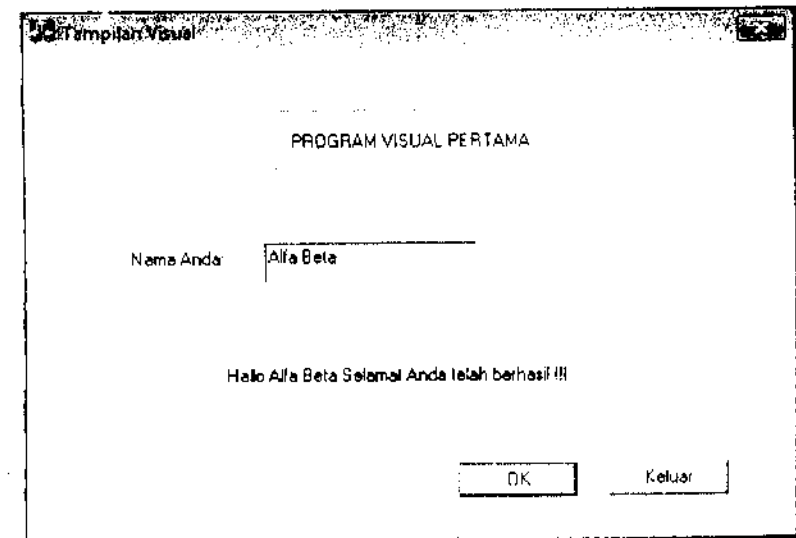 Tampilan Visual
PROGRAM VISUAL PERTAMA
Nama Anda: Alfa Beta
Hallo Alfa Beta Selamat Anda telah berhasil !!!
OK Keluar